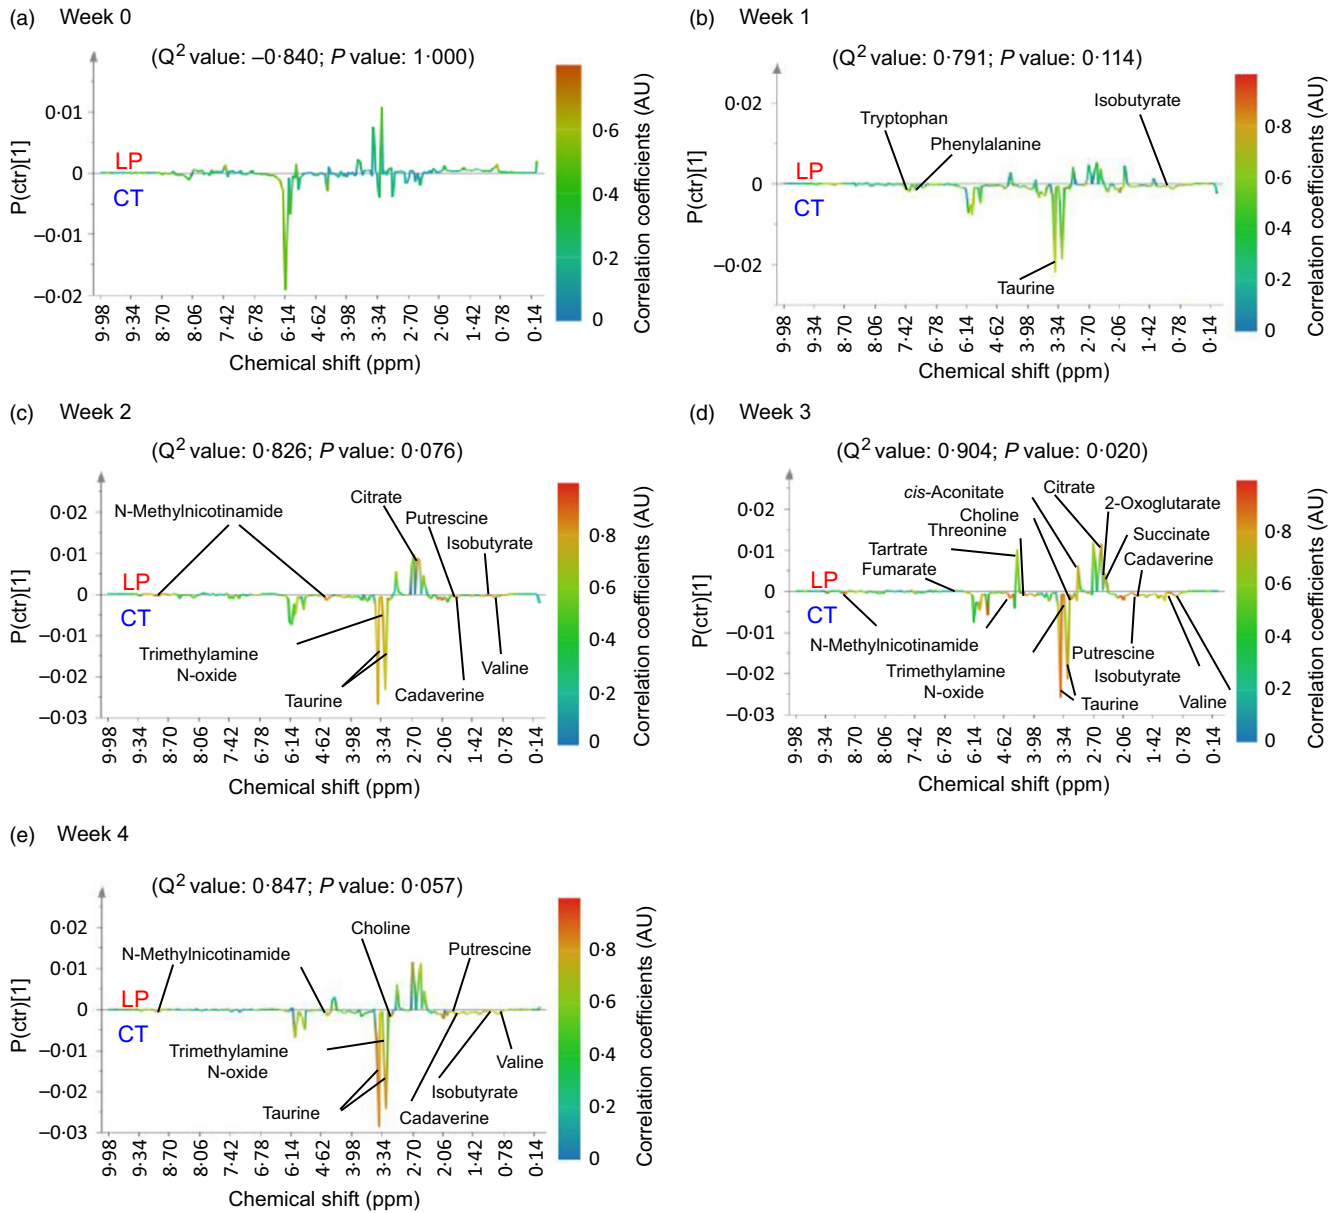 (a) Week 0
(Q2 value: –0·840; P value: 1·000)
0·01
0
–0·01
–0·02
P(ctr)[1]
LP
CT
9·98 9·34 8·70 8·06 7·42 6·78 6·14 4·62 3·98 3·34 2·70 2·06 1·42 0·78 0·14
Chemical shift (ppm)
0·6
0·4
0·2
0
Correlation coefficients (AU)
(b) Week 1
(Q2 value: 0·791; P value: 0·114)
0·02
0
–0·02
P(ctr)[1]
LP
CT
Tryptophan
Phenylalanine
Isobutyrate
Taurine
9·98 9·34 8·70 8·06 7·42 6·78 6·14 4·62 3·98 3·34 2·70 2·06 1·42 0·78 0·14
Chemical shift (ppm)
0·8
0·6
0·4
0·2
0
Correlation coefficients (AU)
(c) Week 2
(Q2 value: 0·826; P value: 0·076)
0·02
0·01
0
–0·01
–0·02
–0·03
P(ctr)[1]
LP
CT
N-Methylnicotinamide
Citrate
Putrescine
Isobutyrate
Trimethylamine
N-oxide
Taurine
Cadaverine
Valine
9·98 9·34 8·70 8·06 7·42 6·78 6·14 4·62 3·98 3·34 2·70 2·06 1·42 0·78 0·14
Chemical shift (ppm)
0·8
0·6
0·4
0·2
0
Correlation coefficients (AU)
(d) Week 3
(Q2 value: 0·904; P value: 0·020)
0·02
0·01
0
–0·01
–0·02
–0·03
P(ctr)[1]
LP
CT
cis-Aconitate
Citrate
2-Oxoglutarate
Choline
Threonine
Succinate
Tartrate
Cadaverine
Fumarate
N-Methylnicotinamide
Trimethylamine
N-oxide
Putrescine
Isobutyrate
Taurine
Valine
9·98 9·34 8·70 8·06 7·42 6·78 6·14 4·62 3·98 3·34 2·70 2·06 1·42 0·78 0·14
Chemical shift (ppm)
0·8
0·6
0·4
0·2
0
Correlation coefficients (AU)
(e) Week 4
(Q2 value: 0·847; P value: 0·057)
0·02
0·01
0
–0·01
–0·02
–0·03
P(ctr)[1]
LP
CT
N-Methylnicotinamide
Choline
Putrescine
Trimethylamine
N-oxide
Taurine
Valine
Isobutyrate
Cadaverine
9·98 9·34 8·70 8·06 7·42 6·78 6·14 4·62 3·98 3·34 2·70 2·06 1·42 0·78 0·14
Chemical shift (ppm)
0·8
0·6
0·4
0·2
0
Correlation coefficients (AU)